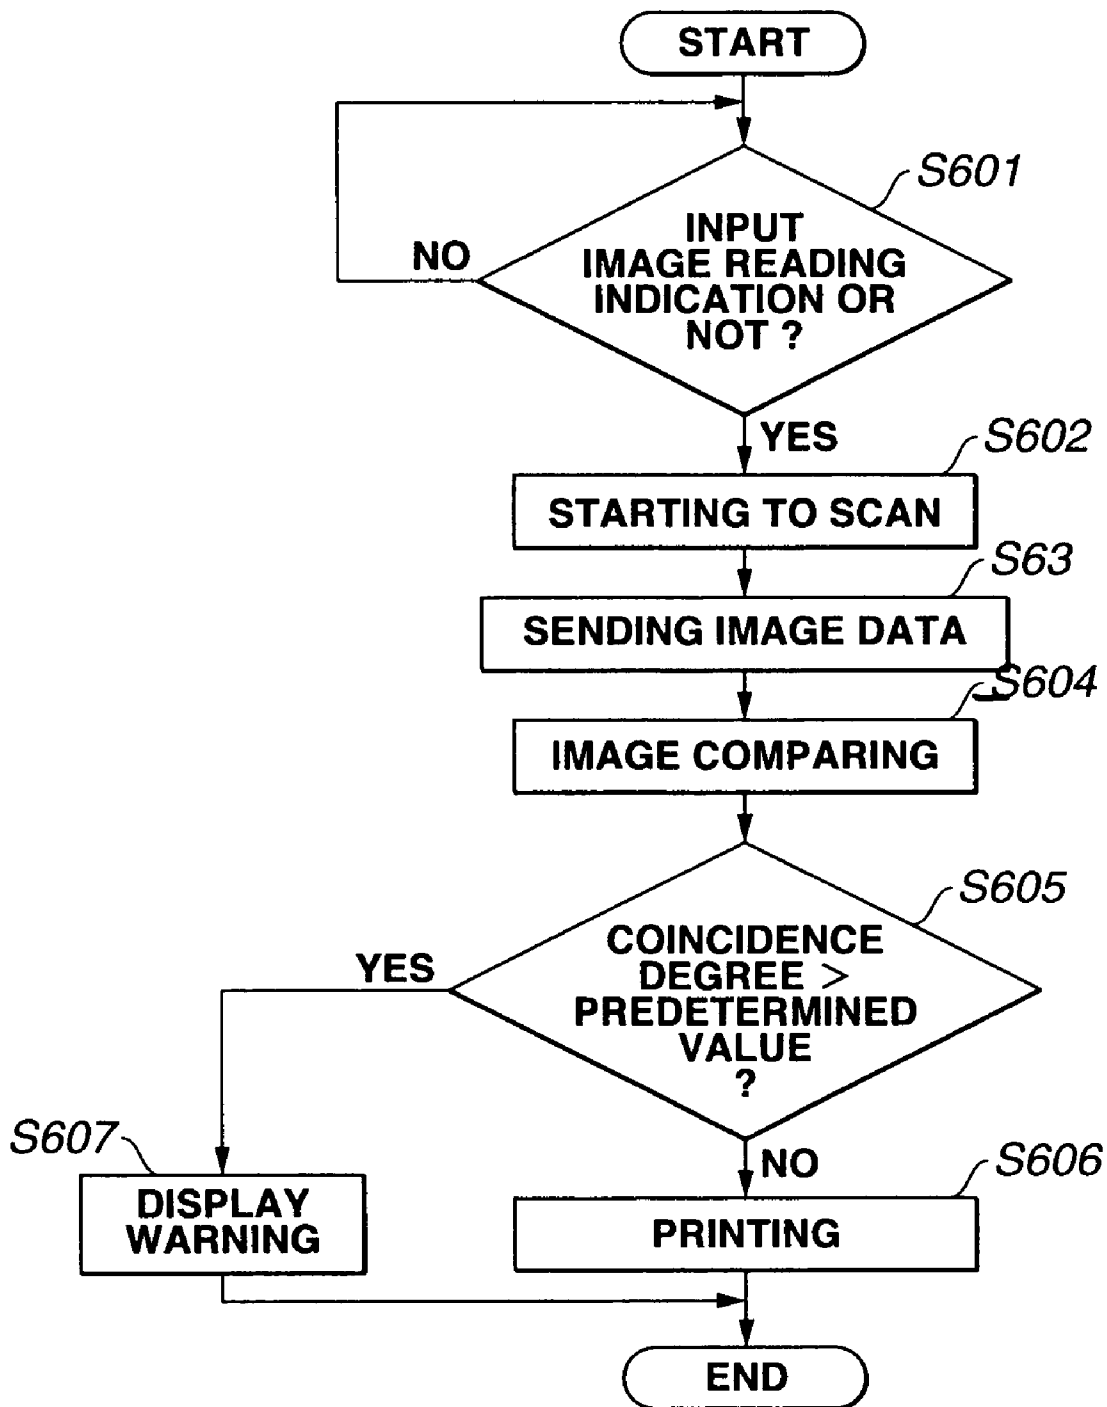 START
S601
INPUT
IMAGE READING
INDICATION OR
NOT ?
NO
YES
S602
STARTING TO SCAN
S63
SENDING IMAGE DATA
S604
IMAGE COMPARING
S605
COINCIDENCE
DEGREE >
PREDETERMINED
VALUE
?
YES
NO
S607
DISPLAY
WARNING
S606
PRINTING
END